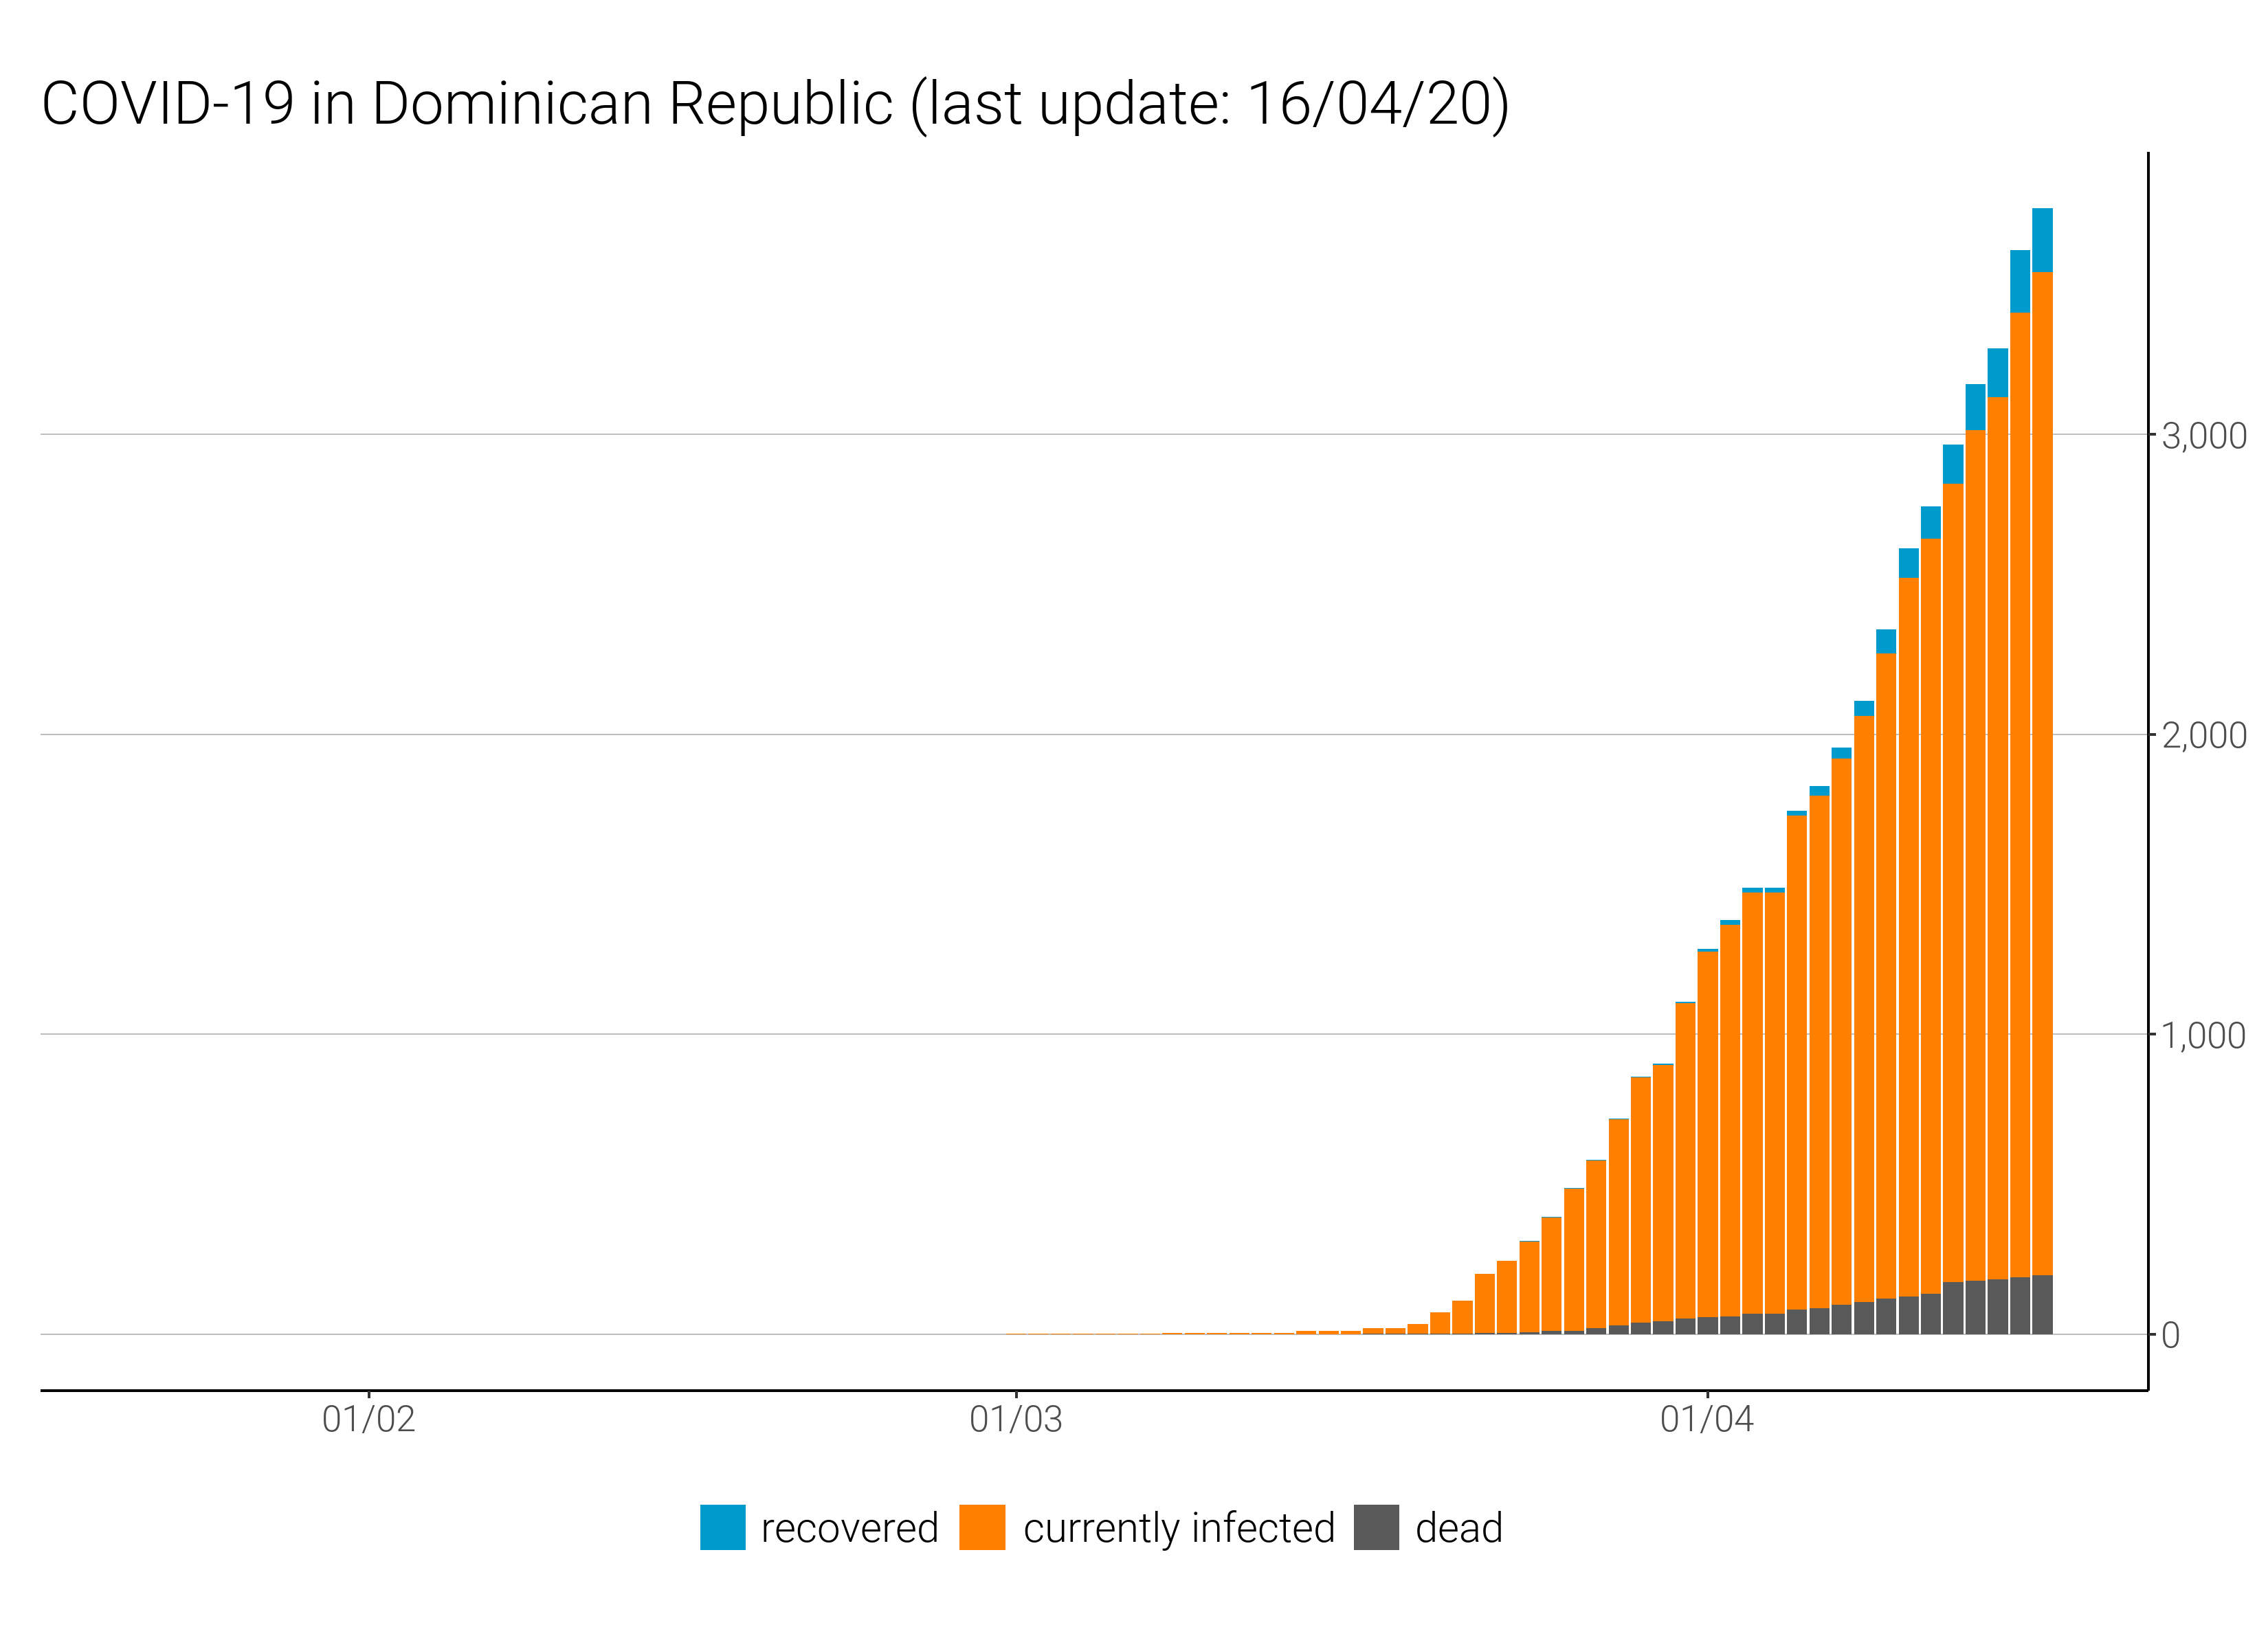 COVID-19 in Dominican Republic (last update: 16/04/20)
3,000
2,000
1,000
0
01/02 01/03 01/04
recovered currently infected dead